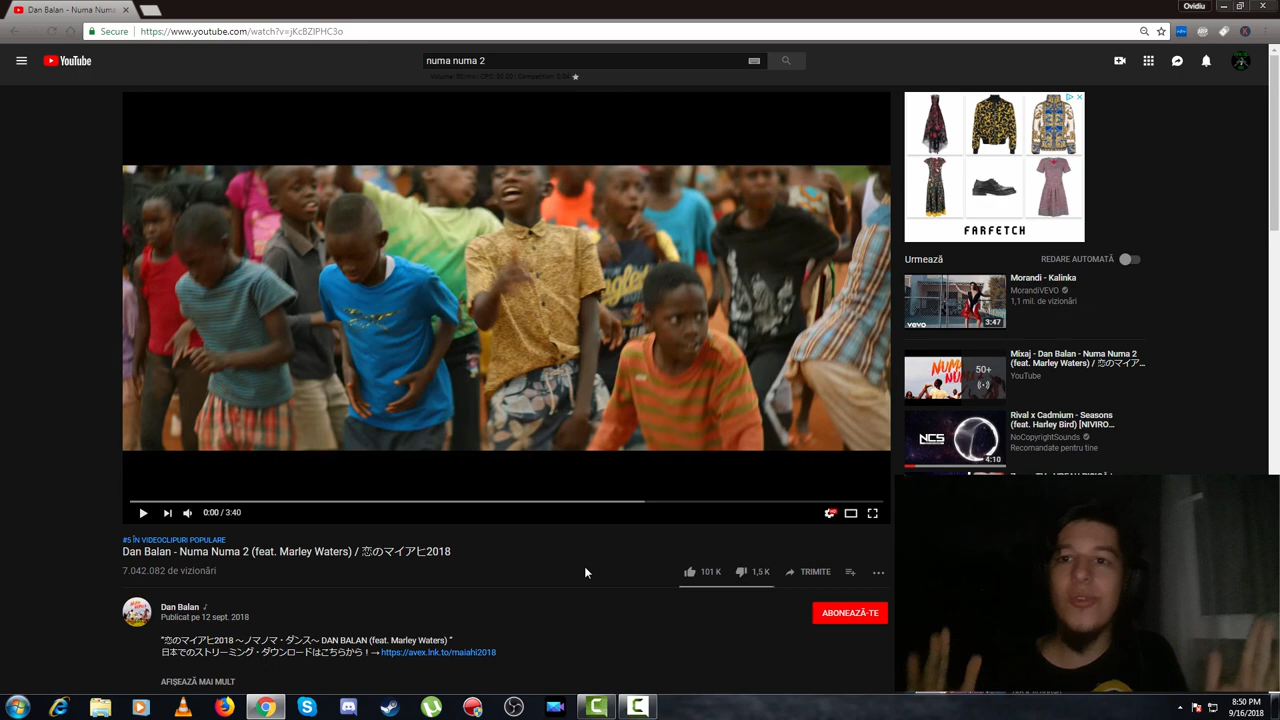 Dan Balan - Numa Numa
Ovidiu
Secure
https://www.youtube.com/watch?v=jKcBZIPHC3o
YouTube
numa numa 2
FARFETCH
Urmează
REDARE AUTOMATĂ
Morandi - Kalinka
MorandiVEVO
1,1 mil. de vizionări
vevo
3:47
Mixaj - Dan Balan - Numa Numa 2
(feat. Marley Waters) / 恋のマイア...
YouTube
50+
Rival x Cadmium - Seasons
(feat. Harley Bird) [NIVIRO...
NoCopyrightSounds
Recomandate pentru tine
NCS
4:10
0:00 / 3:40
HD
#5 ÎN VIDEOCLIPURI POPULARE
Dan Balan - Numa Numa 2 (feat. Marley Waters) / 恋のマイアヒ2018
7.042.082 de vizionări
101 K
1,5 K
TRIMITE
Dan Balan
Publicat pe 12 sept. 2018
ABONEAZĂ-TE
"恋のマイアヒ2018 ～ノマノマ・ダンス～ DAN BALAN (feat. Marley Waters) "
日本でのストリーミング・ダウンロードはこちらから！→ https://avex.lnk.to/maiahi2018
AFIȘEAZĂ MAI MULT
8:50 PM
9/16/2018